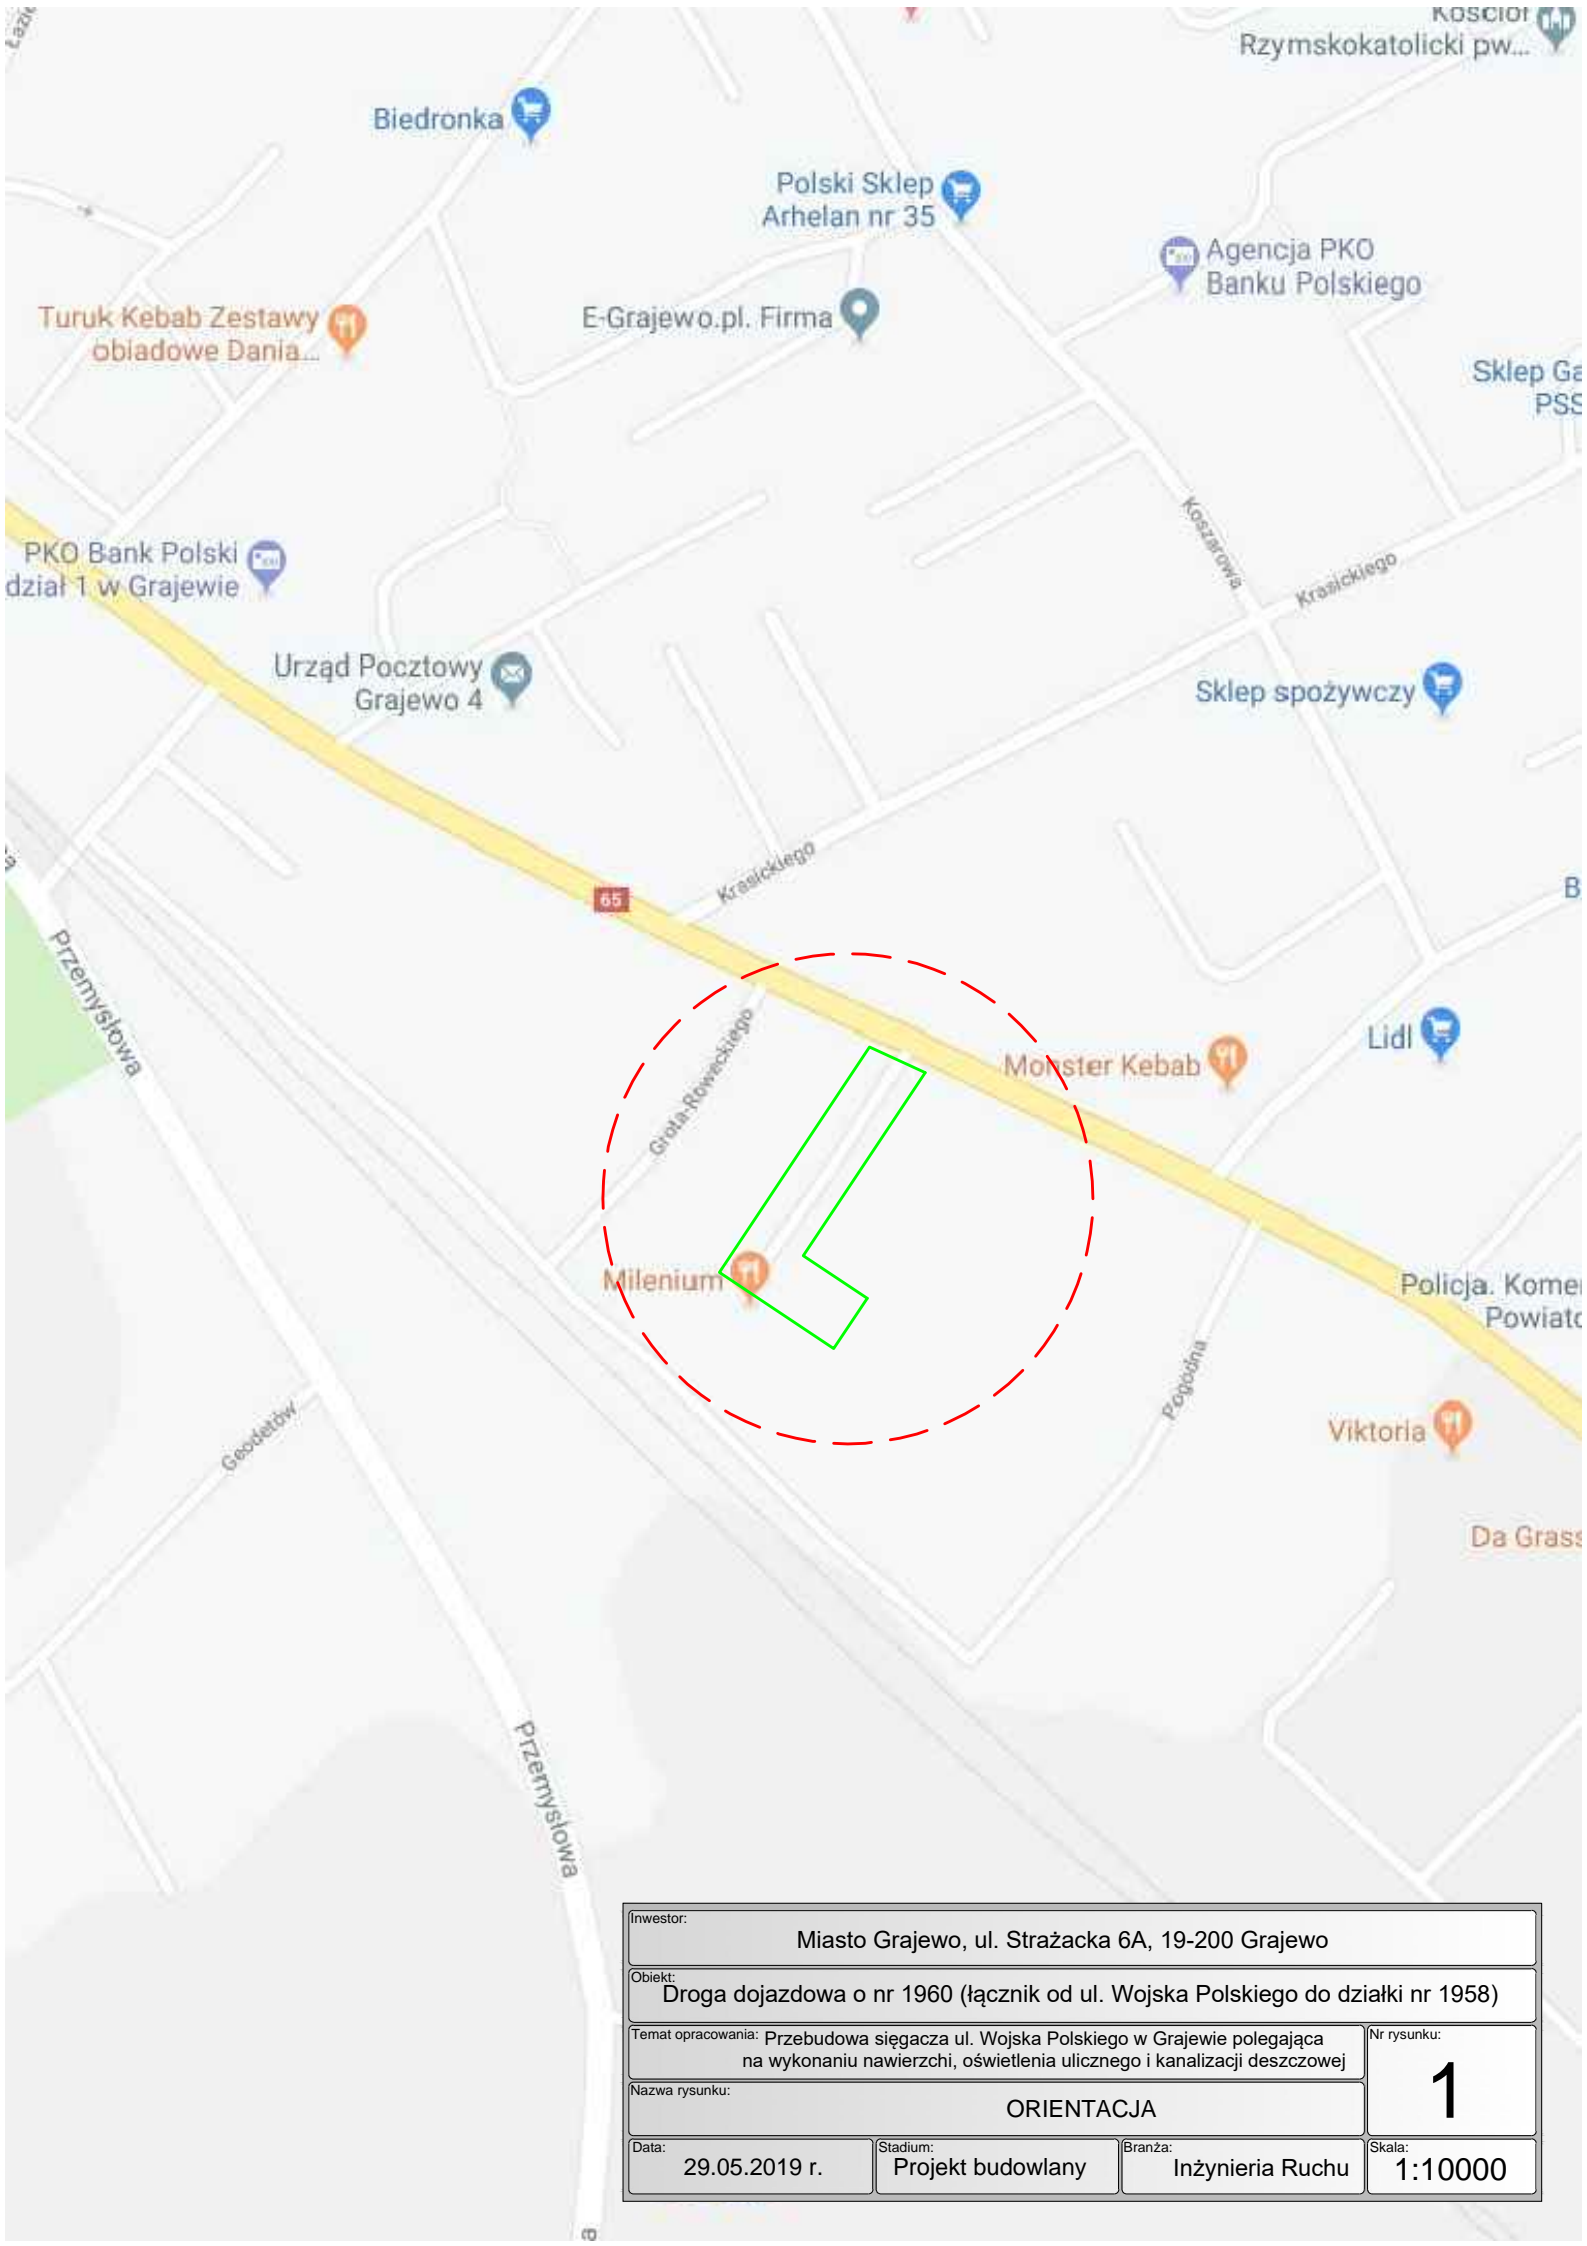 Kościół
Rzymskokatolicki pw...
Biedronka
Polski Sklep
Arhelan nr 35
Agencja PKO
Banku Polskiego
Turuk Kebab Zestawy
obiadowe Dania...
E-Grajewo.pl. Firma
Sklep Ga
PSS
Koszarowa
PKO Bank Polski
dział 1 w Grajewie
Krasickiego
Urząd Pocztowy
Grajewo 4
Sklep spożywczy
Krasickiego
65
B
Przemysłowa
Grota-Roweckiego
Monster Kebab
Lidl
Milenium
Policja. Komen
Powiato
Pogodna
Geodetów
Viktoria
Da Grass
Przemysłowa
Inwestor:
Miasto Grajewo, ul. Strażacka 6A, 19-200 Grajewo
Obiekt:
Droga dojazdowa o nr 1960 (łącznik od ul. Wojska Polskiego do działki nr 1958)
Temat opracowania: Przebudowa sięgacza ul. Wojska Polskiego w Grajewie polegająca
na wykonaniu nawierzchi, oświetlenia ulicznego i kanalizacji deszczowej
Nr rysunku:
1
Nazwa rysunku:
ORIENTACJA
Data:
29.05.2019 r.
Stadium:
Projekt budowlany
Branża:
Inżynieria Ruchu
Skala:
1:10000
a